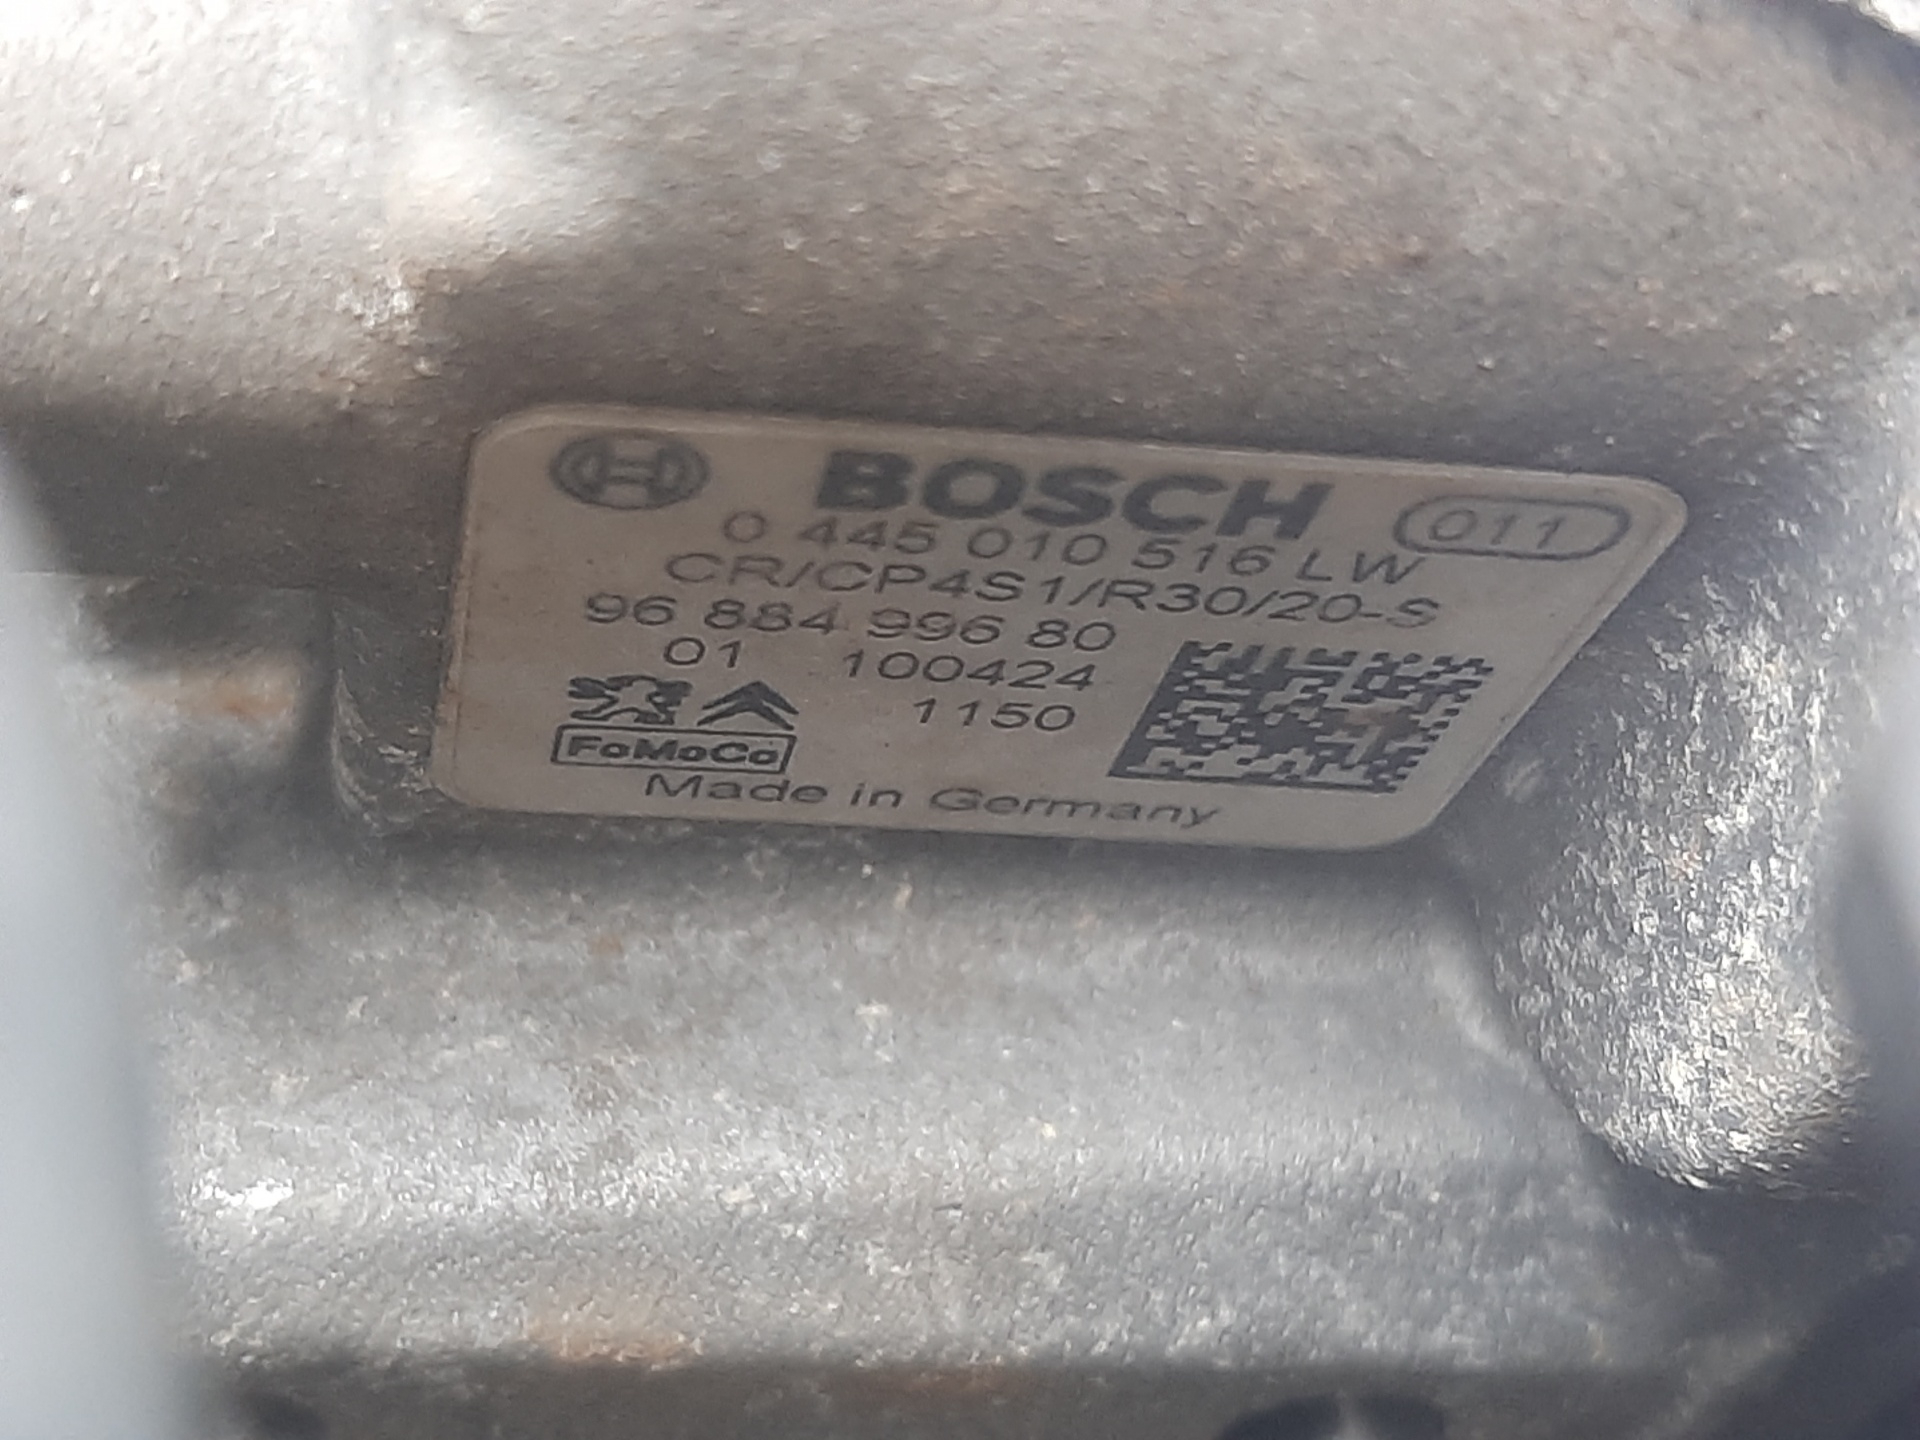 BOSCH
011
0 445 010 516 LW
CR/CP4S1/R30/20-S
96 884 996 80
01 100424
1150
FoMoCo
Made in Germany